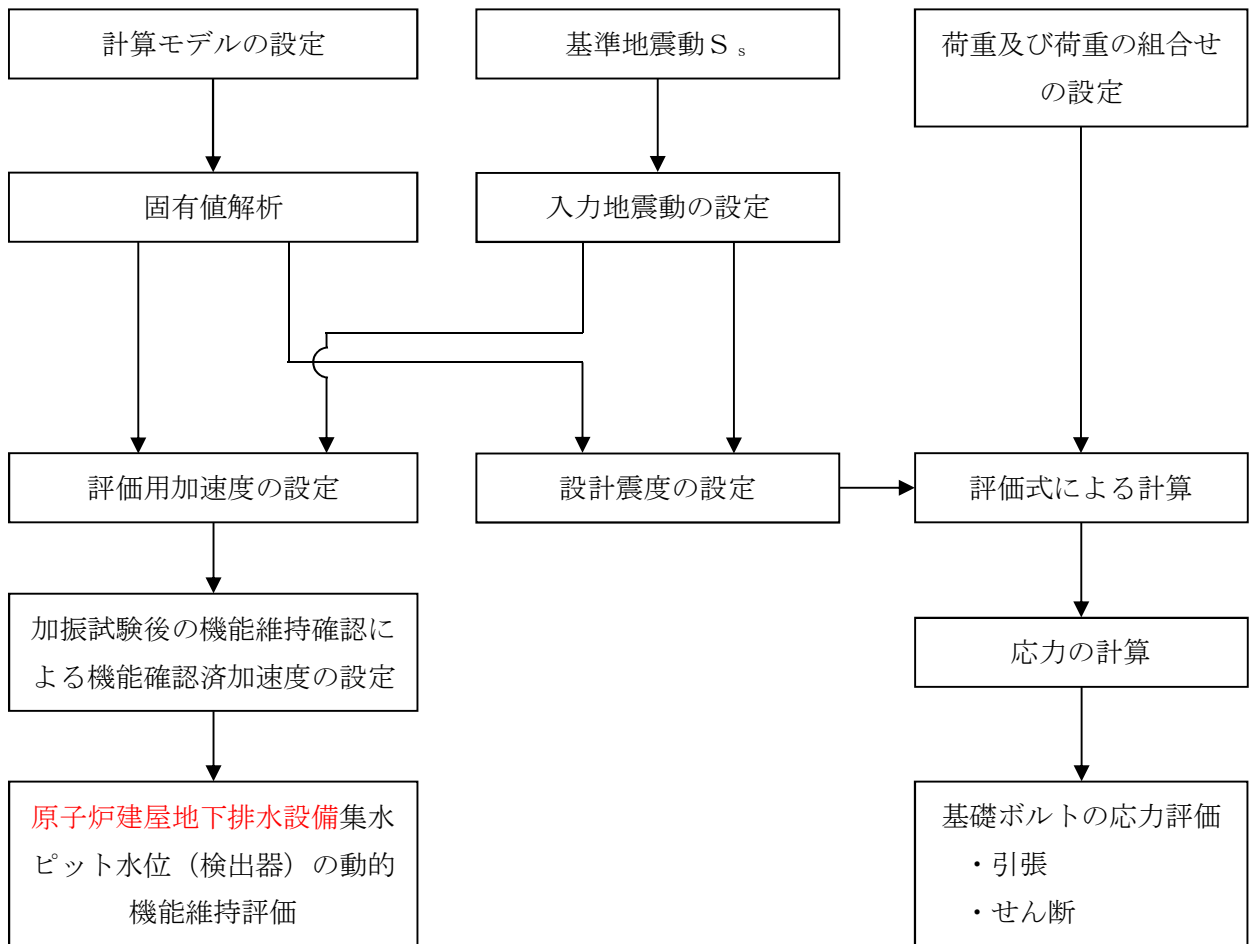 計算モデルの設定
基準地震動Ｓｓ
荷重及び荷重の組合せ
の設定
固有値解析
入力地震動の設定
評価用加速度の設定
設計震度の設定
評価式による計算
加振試験後の機能維持確認に
よる機能確認済加速度の設定
応力の計算
原子炉建屋地下排水設備集水
ピット水位（検出器）の動的
機能維持評価
基礎ボルトの応力評価
・引張
・せん断